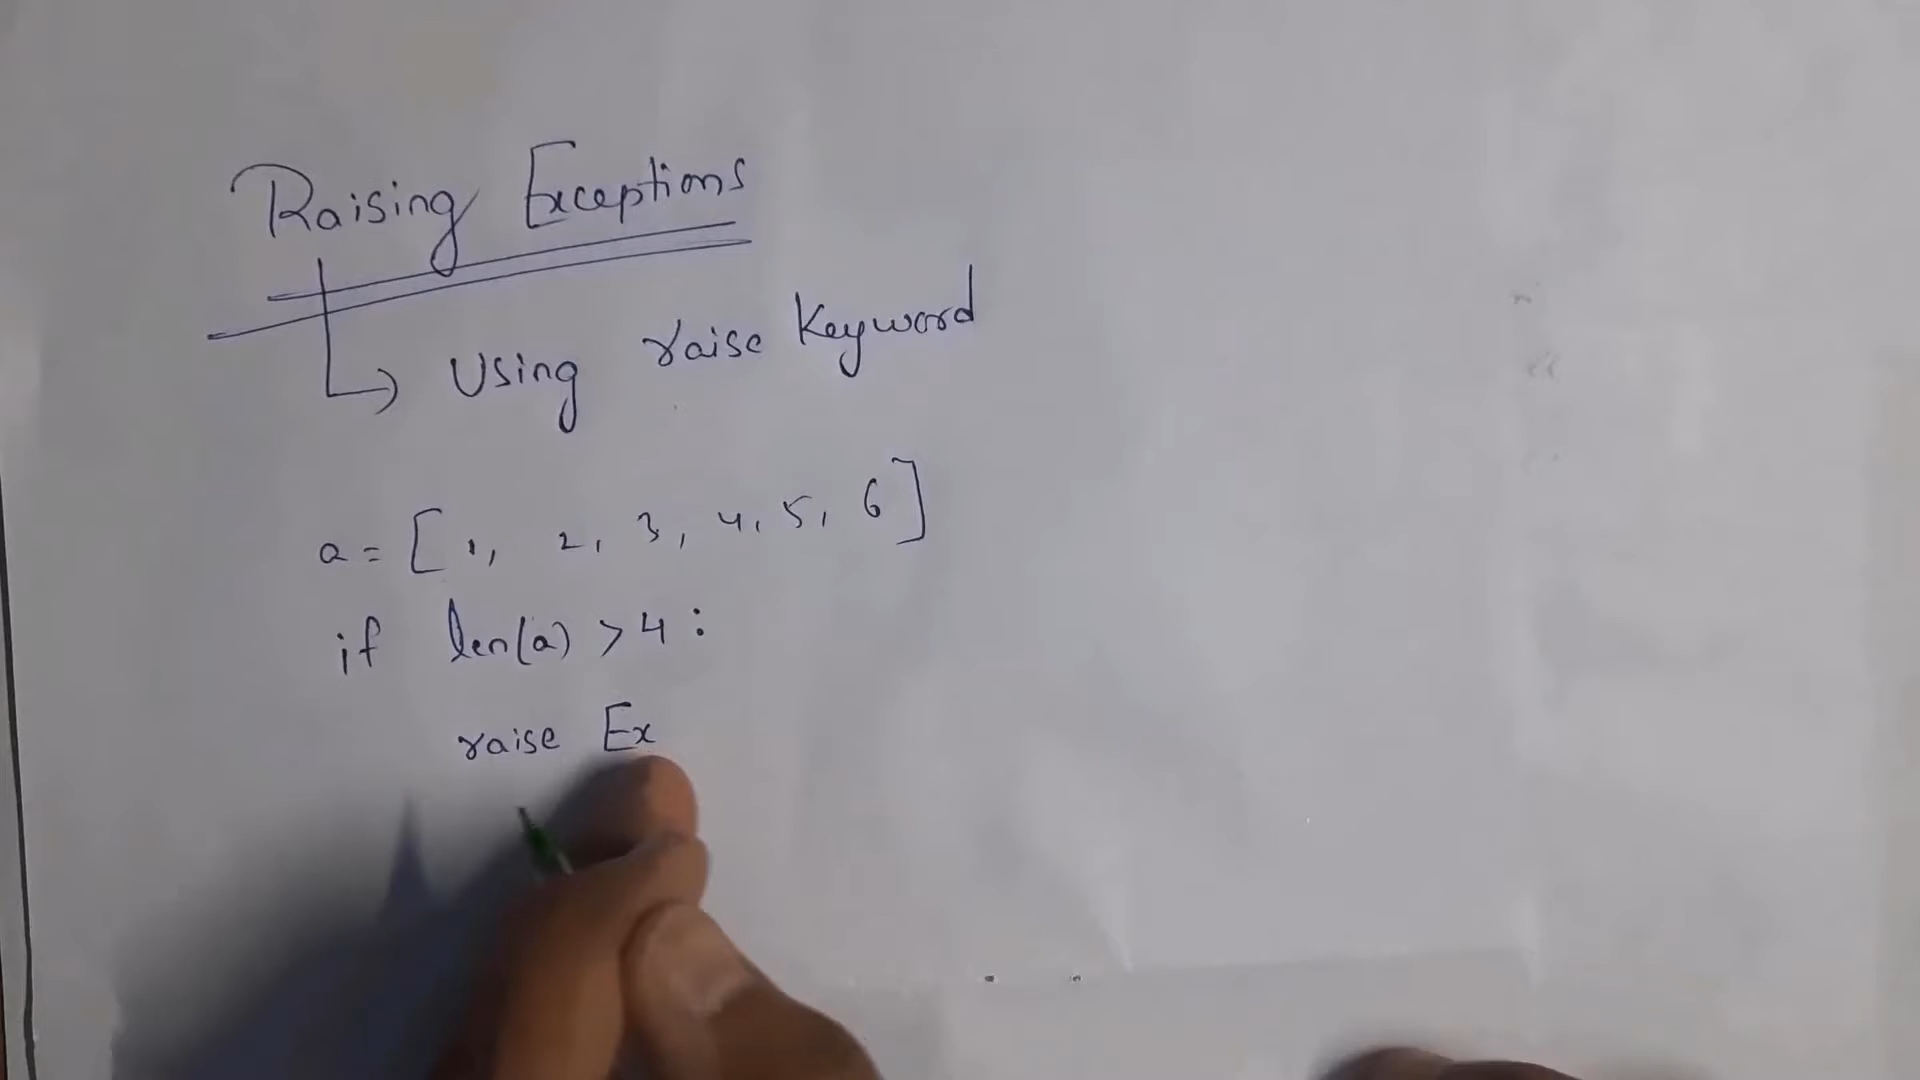 Raising Exceptions
Using raise Keyword
a = [1, 2, 3, 4, 5, 6]
if len(a) > 4 :
raise Ex